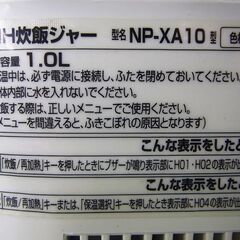 IH炊飯ジャー 型名 NP-XA10型 色柄
容量 1.0L
温中は、必ず電源に接続し、ふたを閉めておいてください。
体内部に水を入れないでください。
際は、正しいメニューでご使用ください。
メニューを間違えると、ふきこぼれの原因となります)
こんな表示をしたと
「炊飯/再加熱」キーを押したときにブザーが鳴り表示部にH01・H02の表示が出
こんな表示をした
「炊飯/再加熱」キーまたは、「保温選択」キーを押したとき表示部にH04の表示が